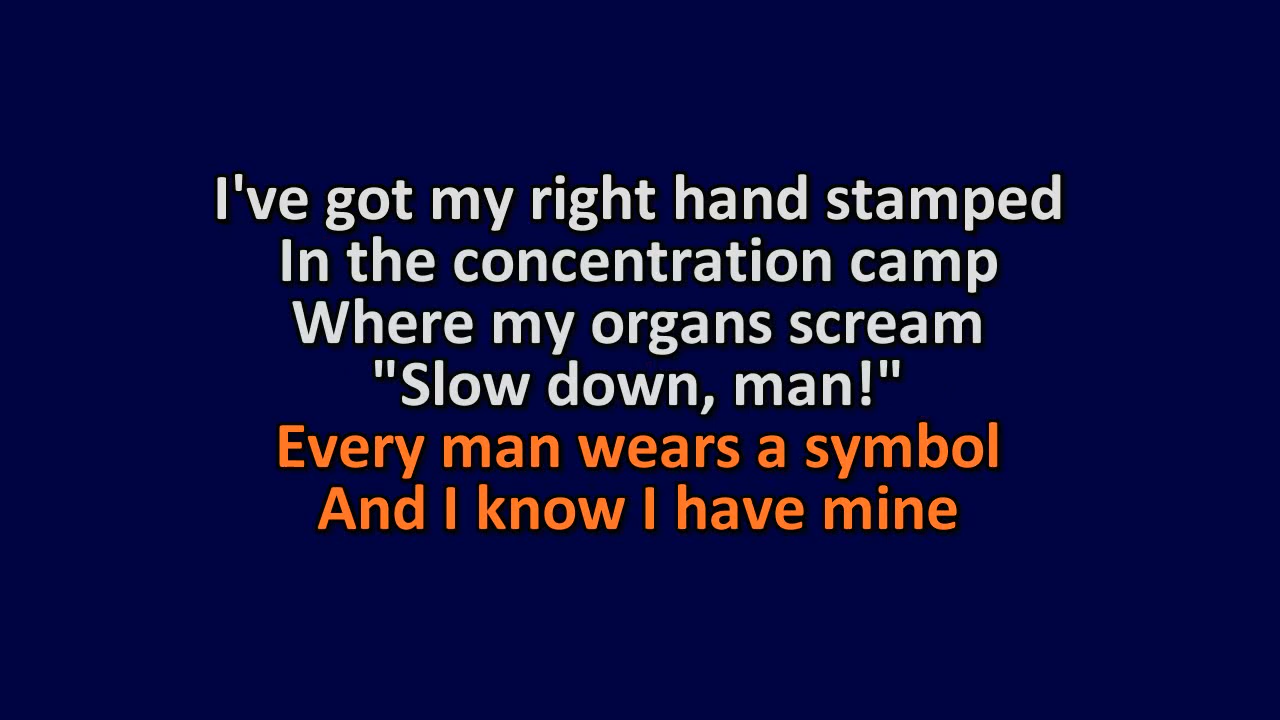 I've got my right hand stamped
In the concentration camp
Where my organs scream
"Slow down, man!"
Every man wears a symbol
And I know I have mine